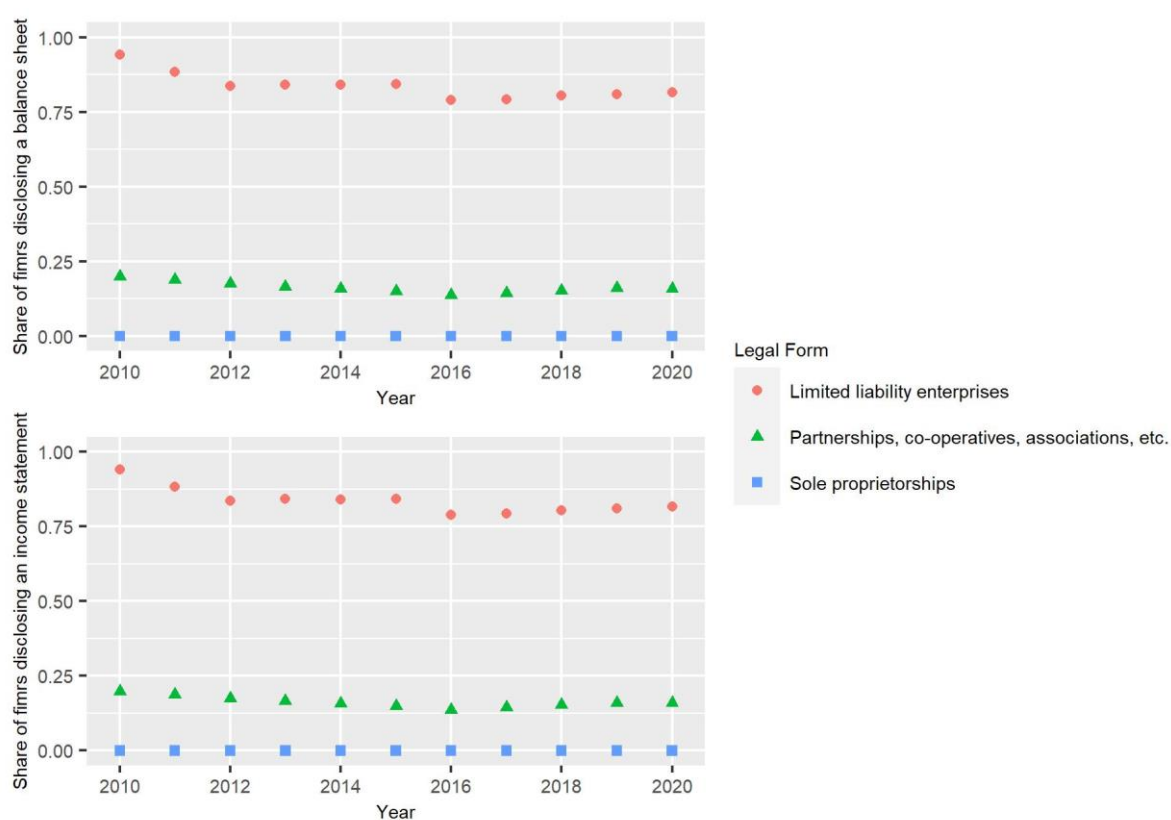 Share of fimrs disclosing a balance sheet
1.00
0.75
0.50
0.25
0.00
2010 2012 2014 2016 2018 2020
Year
Share of fimrs disclosing an income statement
1.00
0.75
0.50
0.25
0.00
2010 2012 2014 2016 2018 2020
Year
Legal Form
Limited liability enterprises
Partnerships, co-operatives, associations, etc.
Sole proprietorships